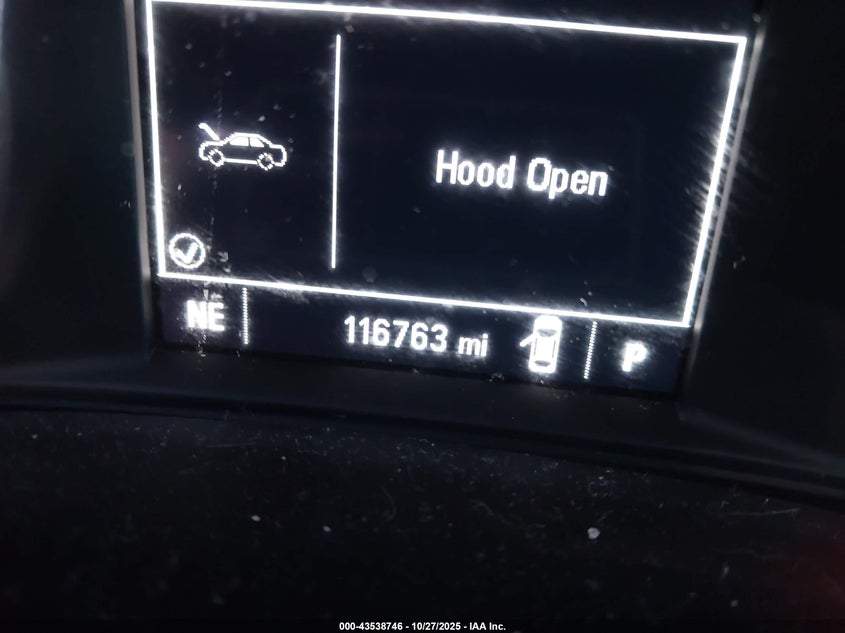 Hood Open
NE 116763 mi P
000-43538746 - 10/27/2025 - IAA Inc.